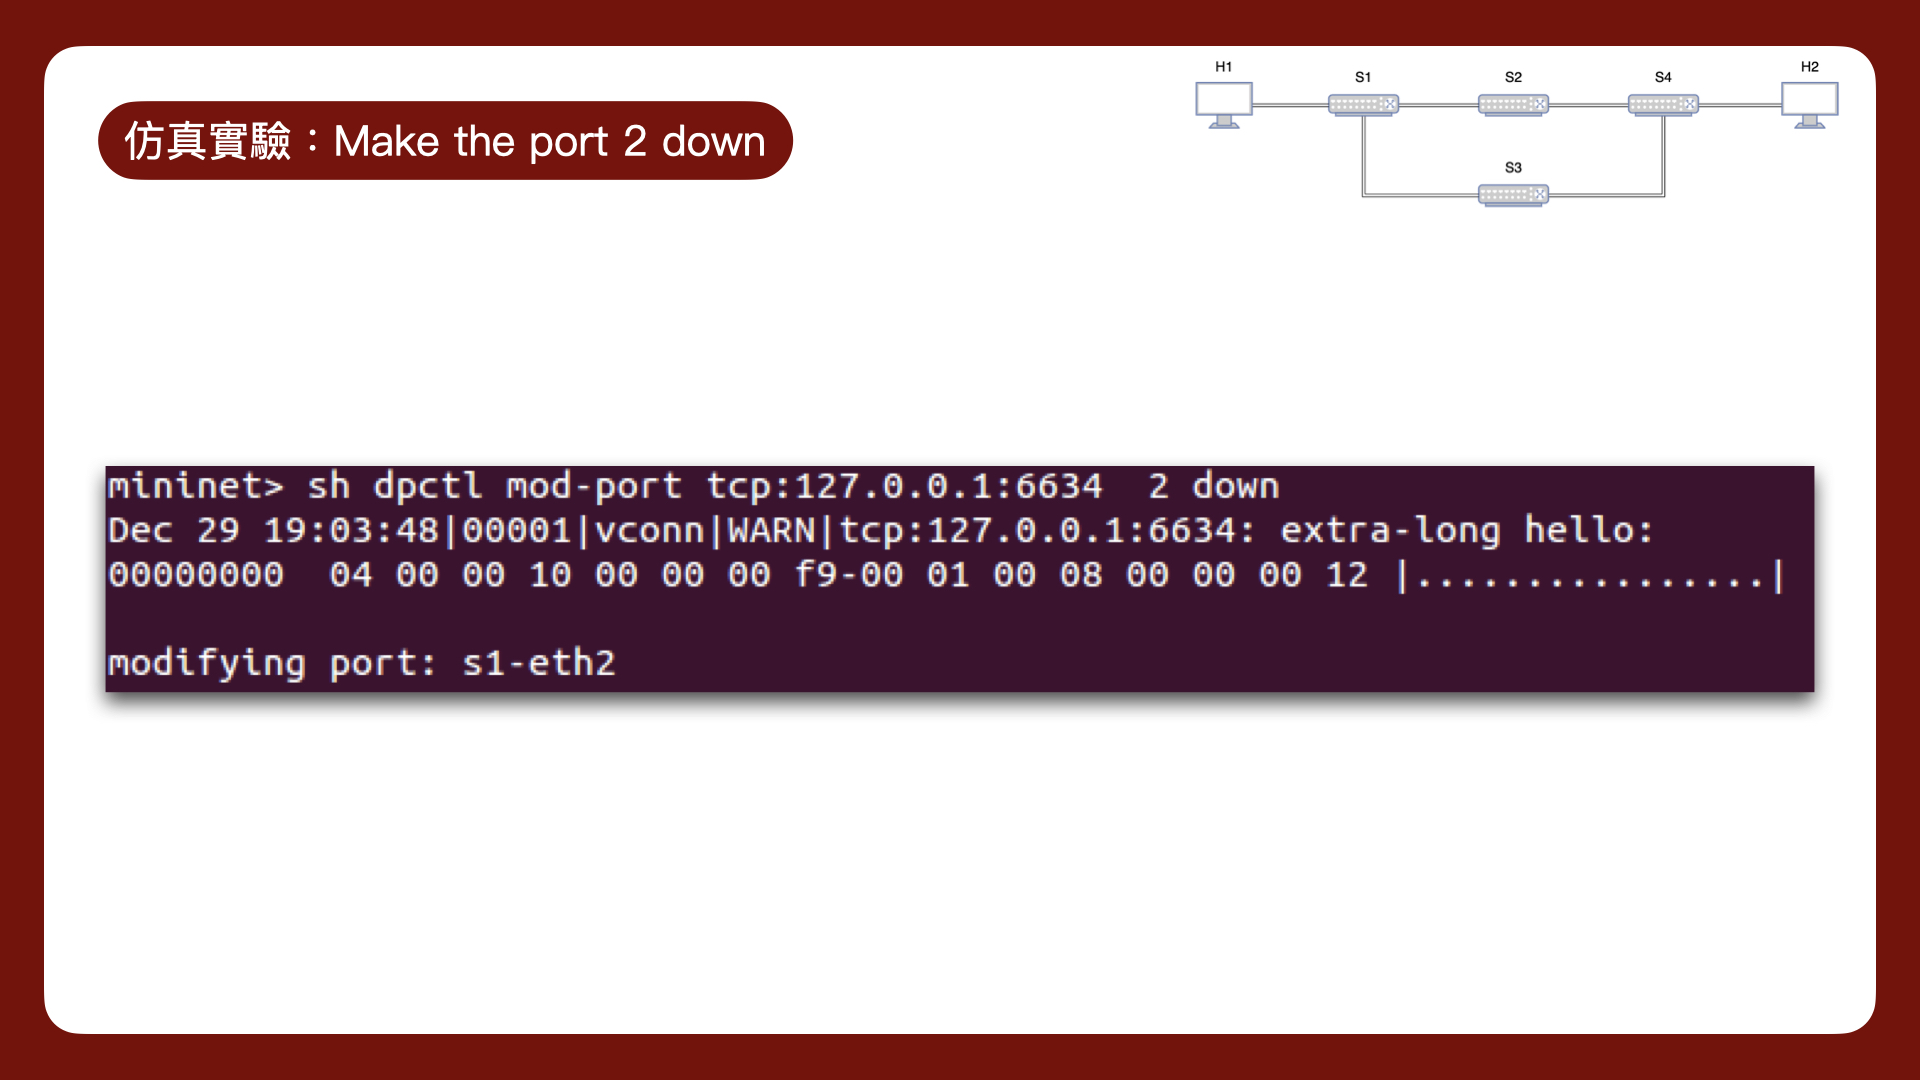 仿真實驗：Make the port 2 down
H1
S1
S2
S4
H2
S3
mininet> sh dpctl mod-port tcp:127.0.0.1:6634  2 down
Dec 29 19:03:48|00001|vconn|WARN|tcp:127.0.0.1:6634: extra-long hello:
00000000  04 00 00 10 00 00 00 f9-00 01 00 08 00 00 00 12 |................|
modifying port: s1-eth2